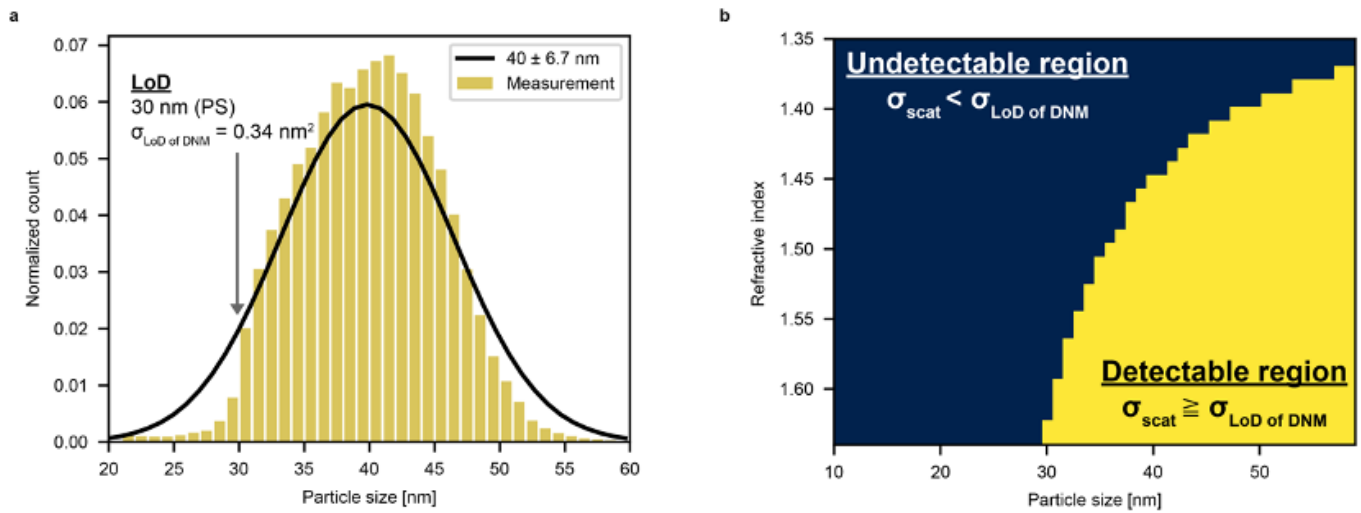 a
0.07
0.06
0.05
0.04
0.03
0.02
0.01
0.00
Normalized count
LoD
30 nm (PS)
σLoD of DNM = 0.34 nm²
40 ± 6.7 nm
Measurement
20 25 30 35 40 45 50 55 60
Particle size [nm]
b
1.35
1.40
1.45
1.50
1.55
1.60
Refractive index
Undetectable region
σscat < σLoD of DNM
Detectable region
σscat ≧ σLoD of DNM
10 20 30 40 50
Particle size [nm]